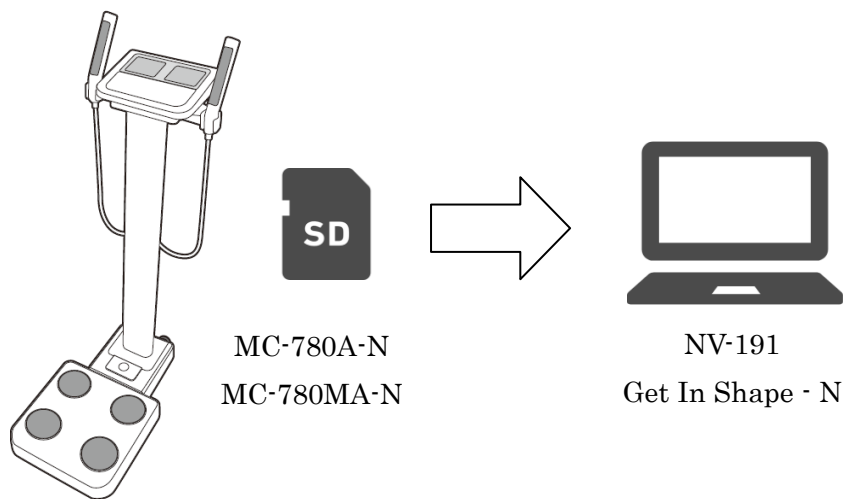 SD
MC-780A-N
MC-780MA-N
NV-191
Get In Shape - N